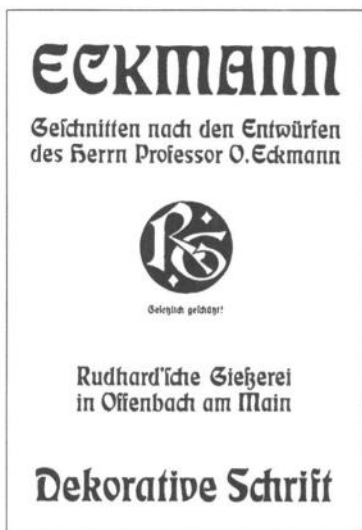 ECKMANN
Geſchnitten nach den Entwürfen
des Herrn Profeſſor O. Eckmann
RG
Geſetzlich geſchützt!
Rudhard'ſche Gießerei
in Offenbach am Main
Dekorative Schrift